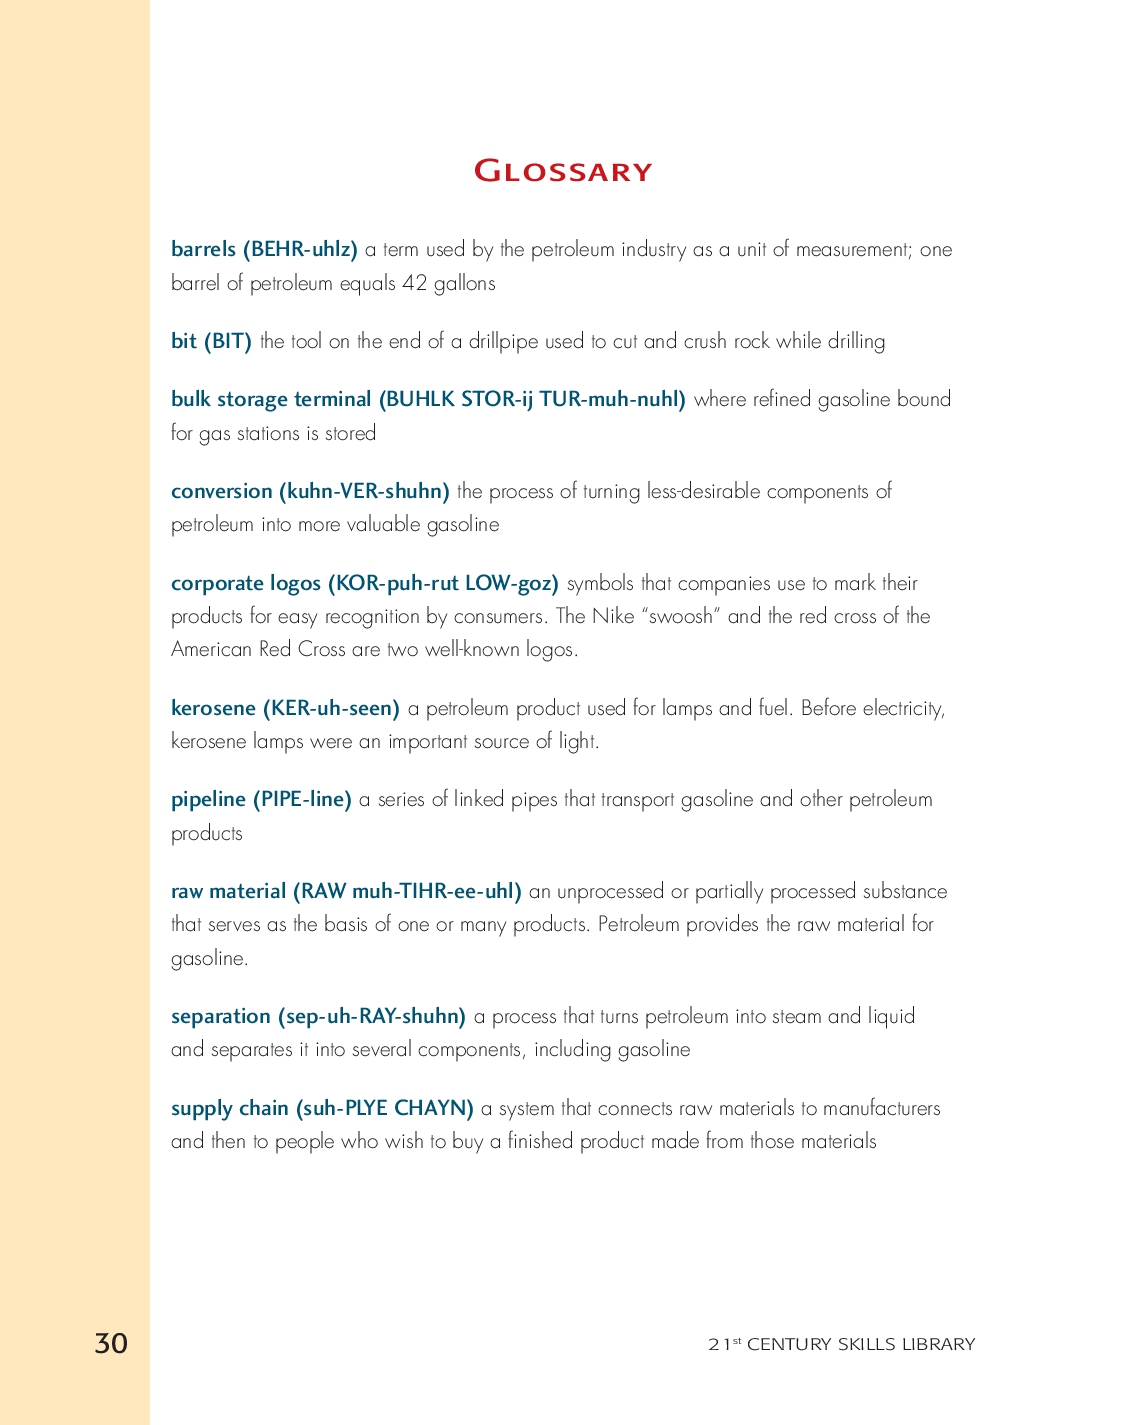 Glossary
barrels (BEHR-uhlz) a term used by the petroleum industry as a unit of measurement; one
barrel of petroleum equals 42 gallons
bit (BIT) the tool on the end of a drillpipe used to cut and crush rock while drilling
bulk storage terminal (BUHLK STOR-ij TUR-muh-nuhl) where refined gasoline bound
for gas stations is stored
conversion (kuhn-VER-shuhn) the process of turning less-desirable components of
petroleum into more valuable gasoline
corporate logos (KOR-puh-rut LOW-goz) symbols that companies use to mark their
products for easy recognition by consumers. The Nike “swoosh” and the red cross of the
American Red Cross are two well-known logos.
kerosene (KER-uh-seen) a petroleum product used for lamps and fuel. Before electricity,
kerosene lamps were an important source of light.
pipeline (PIPE-line) a series of linked pipes that transport gasoline and other petroleum
products
raw material (RAW muh-TIHR-ee-uhl) an unprocessed or partially processed substance
that serves as the basis of one or many products. Petroleum provides the raw material for
gasoline.
separation (sep-uh-RAY-shuhn) a process that turns petroleum into steam and liquid
and separates it into several components, including gasoline
supply chain (suh-PLYE CHAYN) a system that connects raw materials to manufacturers
and then to people who wish to buy a finished product made from those materials
30
21st CENTURY SKILLS LIBRARY